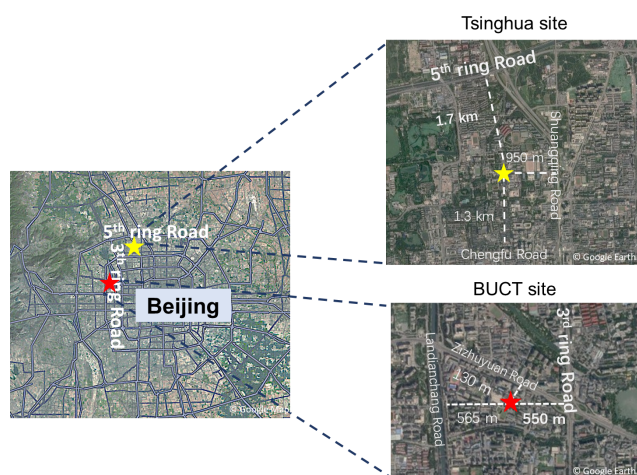 Tsinghua site
5th ring Road
1.7 km
950 m
Shuangqing Road
1.3 km
Chengfu Road
© Google Earth
5th ring Road
3th ring Road
Beijing
© Google Map
BUCT site
Landianchang Road
Zizhuyuan Road
130 m
3rd ring Road
565 m
550 m
© Google Earth